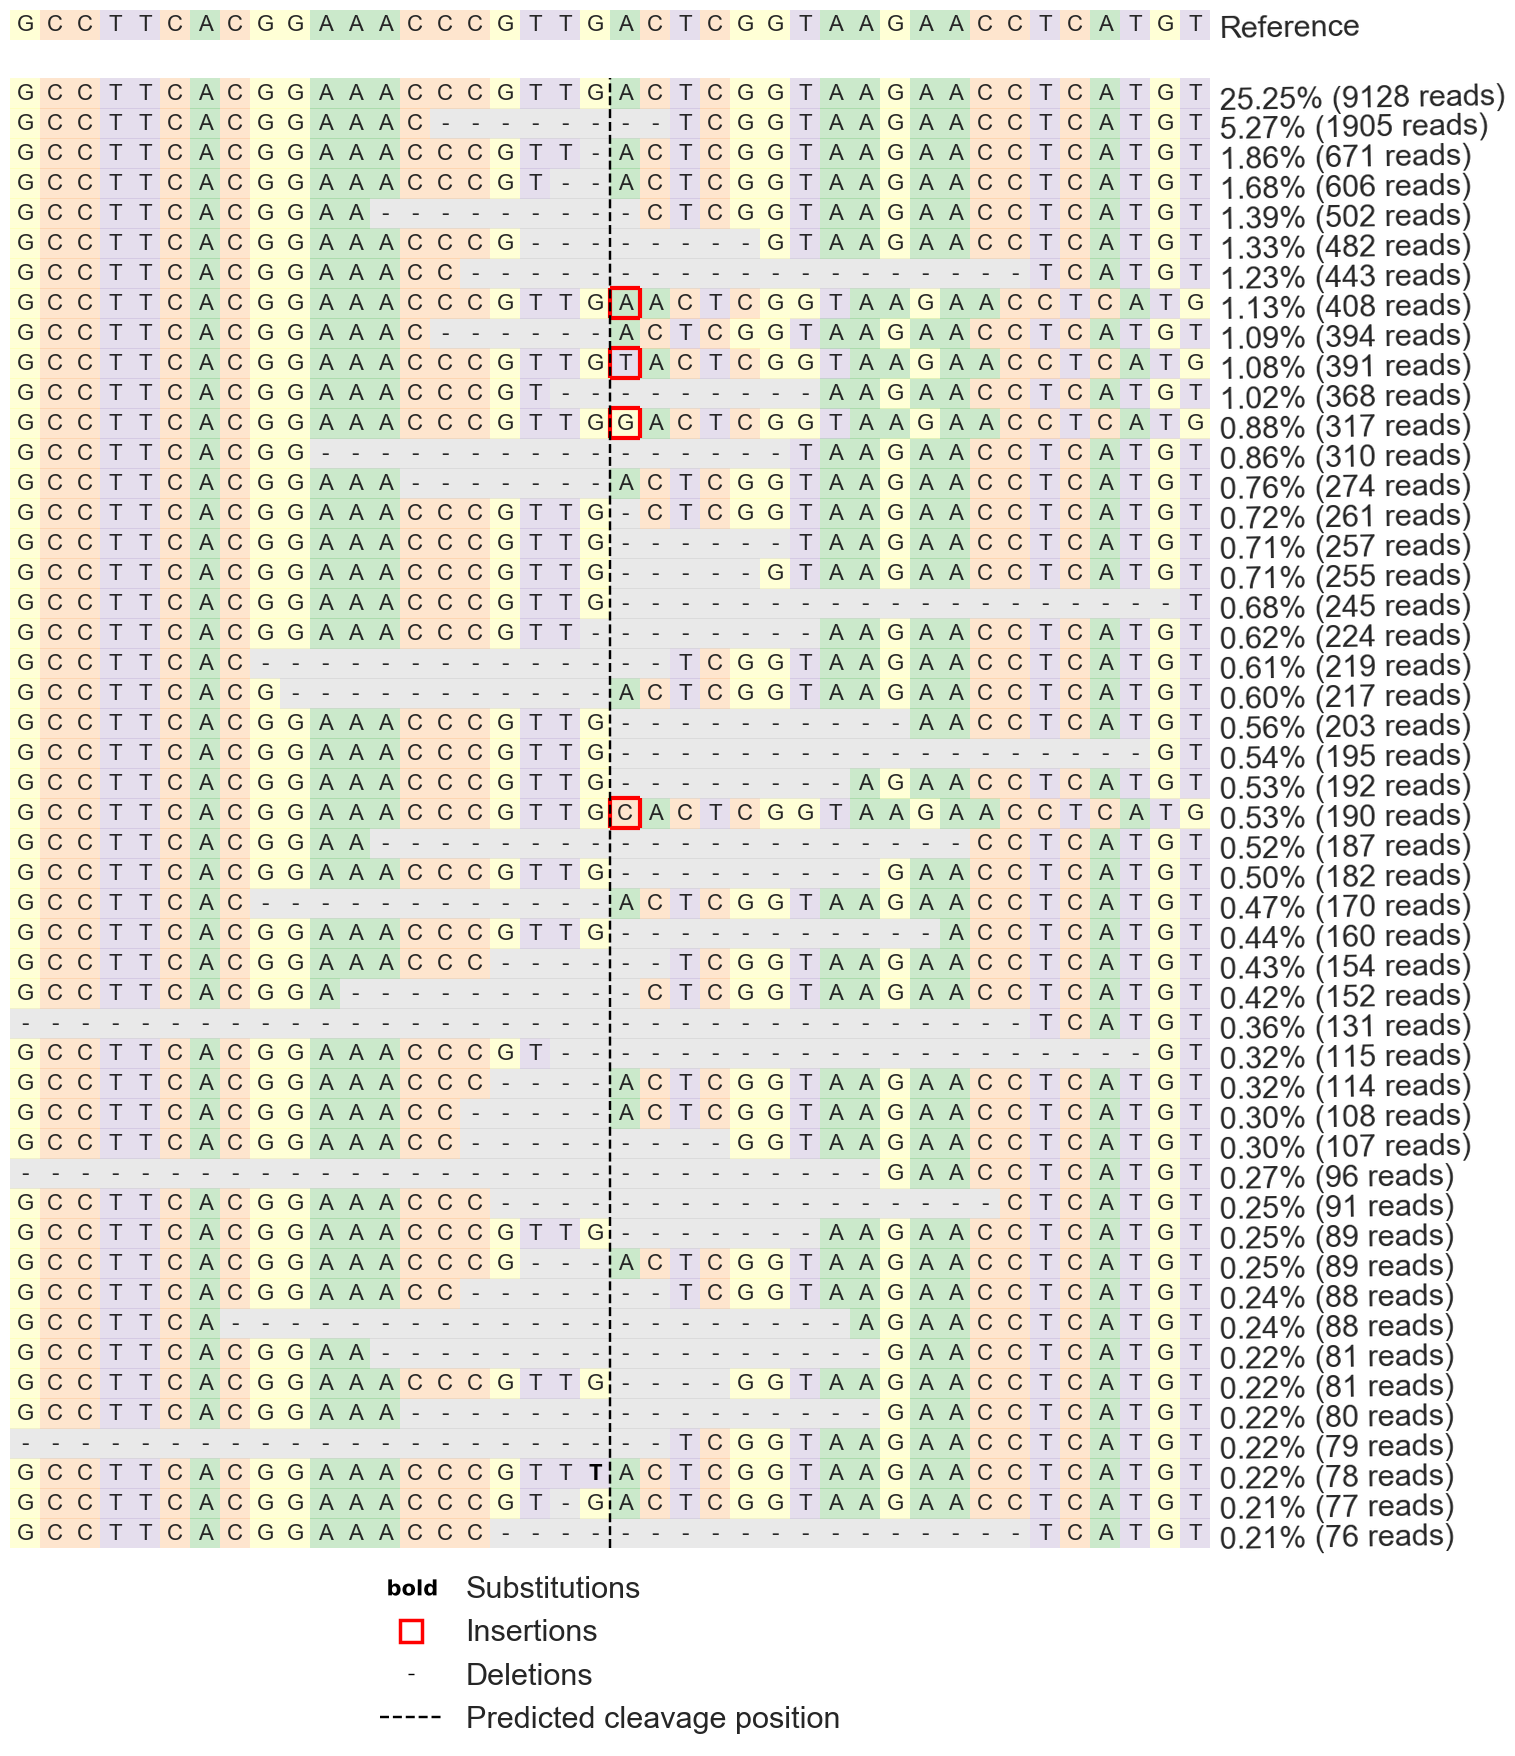 G C C T T C A C G G A A A C C C G T T G A C T C G G T A A G A A C C T C A T G T Reference
G C C T T C A C G G A A A C C C G T T G A C T C G G T A A G A A C C T C A T G T 25.25% (9128 reads)
G C C T T C A C G G A A A C - - - - - - - - T C G G T A A G A A C C T C A T G T 5.27% (1905 reads)
G C C T T C A C G G A A A C C C G T T - A C T C G G T A A G A A C C T C A T G T 1.86% (671 reads)
G C C T T C A C G G A A A C C C G T - - A C T C G G T A A G A A C C T C A T G T 1.68% (606 reads)
G C C T T C A C G G A A - - - - - - - - - C T C G G T A A G A A C C T C A T G T 1.39% (502 reads)
G C C T T C A C G G A A A C C C G - - - - - - - - G T A A G A A C C T C A T G T 1.33% (482 reads)
G C C T T C A C G G A A A C C - - - - - - - - - - - - - - - - - - - T C A T G T 1.23% (443 reads)
G C C T T C A C G G A A A C C C G T T G A A C T C G G T A A G A A C C T C A T G 1.13% (408 reads)
G C C T T C A C G G A A A C - - - - - - A C T C G G T A A G A A C C T C A T G T 1.09% (394 reads)
G C C T T C A C G G A A A C C C G T T G T A C T C G G T A A G A A C C T C A T G 1.08% (391 reads)
G C C T T C A C G G A A A C C C G T - - - - - - - - - A A G A A C C T C A T G T 1.02% (368 reads)
G C C T T C A C G G A A A C C C G T T G G A C T C G G T A A G A A C C T C A T G 0.88% (317 reads)
G C C T T C A C G G - - - - - - - - - - - - - - - - T A A G A A C C T C A T G T 0.86% (310 reads)
G C C T T C A C G G A A A - - - - - - - A C T C G G T A A G A A C C T C A T G T 0.76% (274 reads)
G C C T T C A C G G A A A C C C G T T G - C T C G G T A A G A A C C T C A T G T 0.72% (261 reads)
G C C T T C A C G G A A A C C C G T T G - - - - - - T A A G A A C C T C A T G T 0.71% (257 reads)
G C C T T C A C G G A A A C C C G T T G - - - - - G T A A G A A C C T C A T G T 0.71% (255 reads)
G C C T T C A C G G A A A C C C G T T G - - - - - - - - - - - - - - - - - - - T 0.68% (245 reads)
G C C T T C A C G G A A A C C C G T T - - - - - - - - A A G A A C C T C A T G T 0.62% (224 reads)
G C C T T C A C - - - - - - - - - - - - - - T C G G T A A G A A C C T C A T G T 0.61% (219 reads)
G C C T T C A C G - - - - - - - - - - - A C T C G G T A A G A A C C T C A T G T 0.60% (217 reads)
G C C T T C A C G G A A A C C C G T T G - - - - - - - - - - A A C C T C A T G T 0.56% (203 reads)
G C C T T C A C G G A A A C C C G T T G - - - - - - - - - - - - - - - - - - G T 0.54% (195 reads)
G C C T T C A C G G A A A C C C G T T G - - - - - - - - A G A A C C T C A T G T 0.53% (192 reads)
G C C T T C A C G G A A A C C C G T T G C A C T C G G T A A G A A C C T C A T G 0.53% (190 reads)
G C C T T C A C G G A A - - - - - - - - - - - - - - - - - - - - C C T C A T G T 0.52% (187 reads)
G C C T T C A C G G A A A C C C G T T G - - - - - - - - - G A A C C T C A T G T 0.50% (182 reads)
G C C T T C A C - - - - - - - - - - - - A C T C G G T A A G A A C C T C A T G T 0.47% (170 reads)
G C C T T C A C G G A A A C C C G T T G - - - - - - - - - - - A C C T C A T G T 0.44% (160 reads)
G C C T T C A C G G A A A C C C - - - - - - T C G G T A A G A A C C T C A T G T 0.43% (154 reads)
G C C T T C A C G G A - - - - - - - - - - C T C G G T A A G A A C C T C A T G T 0.42% (152 reads)
- - - - - - - - - - - - - - - - - - - - - - - - - - - - - - - - - - T C A T G T 0.36% (131 reads)
G C C T T C A C G G A A A C C C G T - - - - - - - - - - - - - - - - - - - - G T 0.32% (115 reads)
G C C T T C A C G G A A A C C C - - - - A C T C G G T A A G A A C C T C A T G T 0.32% (114 reads)
G C C T T C A C G G A A A C C - - - - - A C T C G G T A A G A A C C T C A T G T 0.30% (108 reads)
G C C T T C A C G G A A A C C - - - - - - - - - G G T A A G A A C C T C A T G T 0.30% (107 reads)
- - - - - - - - - - - - - - - - - - - - - - - - - - - - - G A A C C T C A T G T 0.27% (96 reads)
G C C T T C A C G G A A A C C C - - - - - - - - - - - - - - - - - C T C A T G T 0.25% (91 reads)
G C C T T C A C G G A A A C C C G T T G - - - - - - - A A G A A C C T C A T G T 0.25% (89 reads)
G C C T T C A C G G A A A C C C G - - - A C T C G G T A A G A A C C T C A T G T 0.25% (89 reads)
G C C T T C A C G G A A A C C - - - - - - - T C G G T A A G A A C C T C A T G T 0.24% (88 reads)
G C C T T C A - - - - - - - - - - - - - - - - - - - - - A G A A C C T C A T G T 0.24% (88 reads)
G C C T T C A C G G A A - - - - - - - - - - - - - - - - - G A A C C T C A T G T 0.22% (81 reads)
G C C T T C A C G G A A A C C C G T T G - - - - G G T A A G A A C C T C A T G T 0.22% (81 reads)
G C C T T C A C G G A A A - - - - - - - - - - - - - - - - G A A C C T C A T G T 0.22% (80 reads)
- - - - - - - - - - - - - - - - - - - - - - T C G G T A A G A A C C T C A T G T 0.22% (79 reads)
G C C T T C A C G G A A A C C C G T T T A C T C G G T A A G A A C C T C A T G T 0.22% (78 reads)
G C C T T C A C G G A A A C C C G T - G A C T C G G T A A G A A C C T C A T G T 0.21% (77 reads)
G C C T T C A C G G A A A C C C - - - - - - - - - - - - - - - - - - T C A T G T 0.21% (76 reads)
bold Substitutions
Insertions
- Deletions
Predicted cleavage position